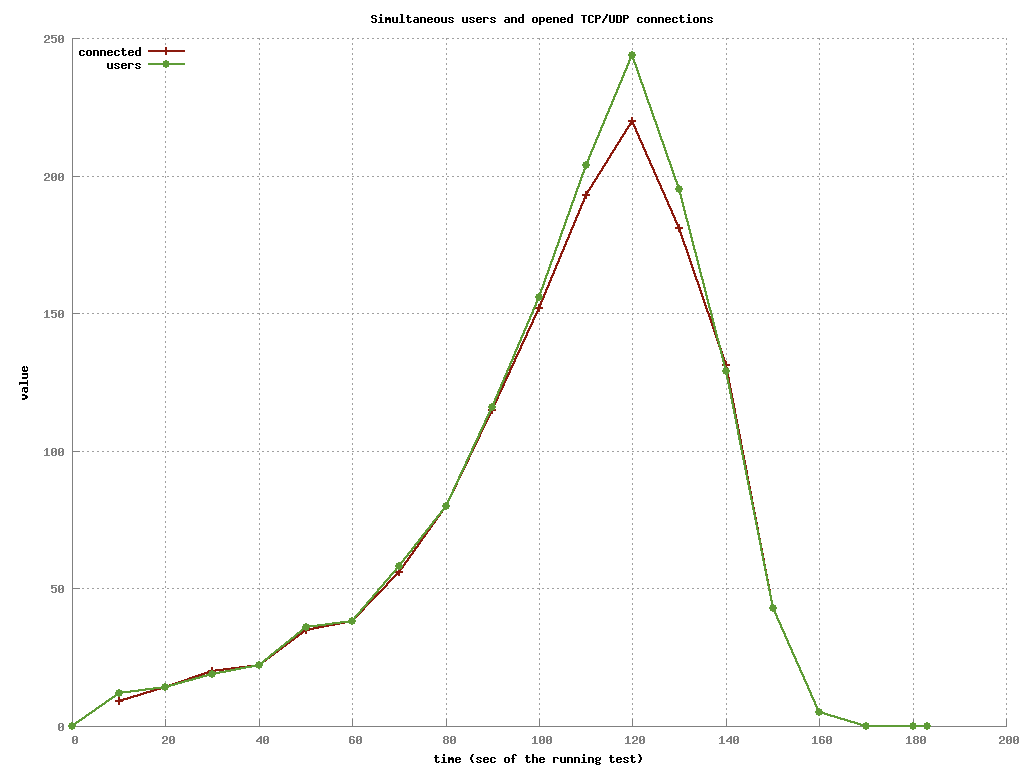 Simultaneous users and opened TCP/UDP connections
250
connected
users
200
150
value
100
50
0
0 20 40 60 80 100 120 140 160 180 200
time (sec of the running test)